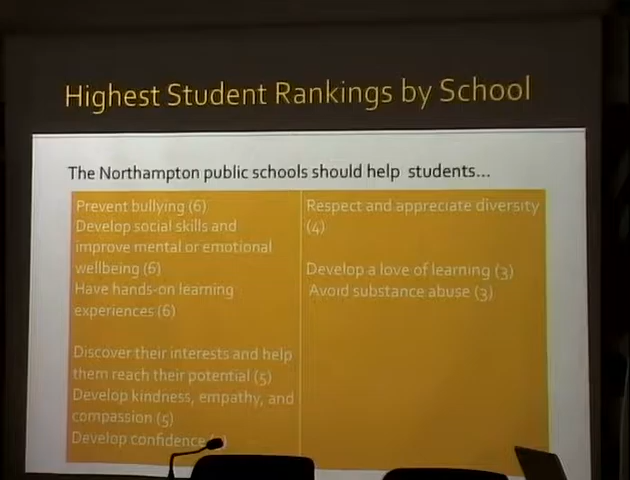 Highest Student Rankings by School
The Northampton public schools should help students...
Prevent bullying (6)
Develop social skills and
improve mental or emotional
wellbeing (6)
Have hands-on learning
experiences (6)
Discover their interests and help
them reach their potential (5)
Develop kindness, empathy, and
compassion (5)
Develop confidence
Respect and appreciate diversity
(4)
Develop a love of learning (3)
Avoid substance abuse (3)